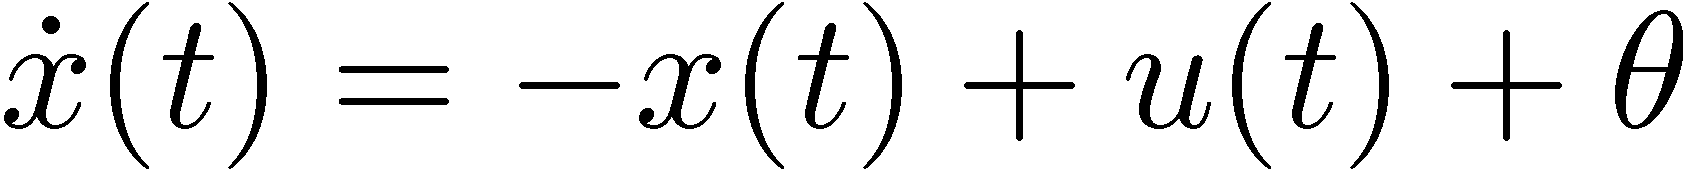 ẋ(t) = −x(t) + u(t) + θ